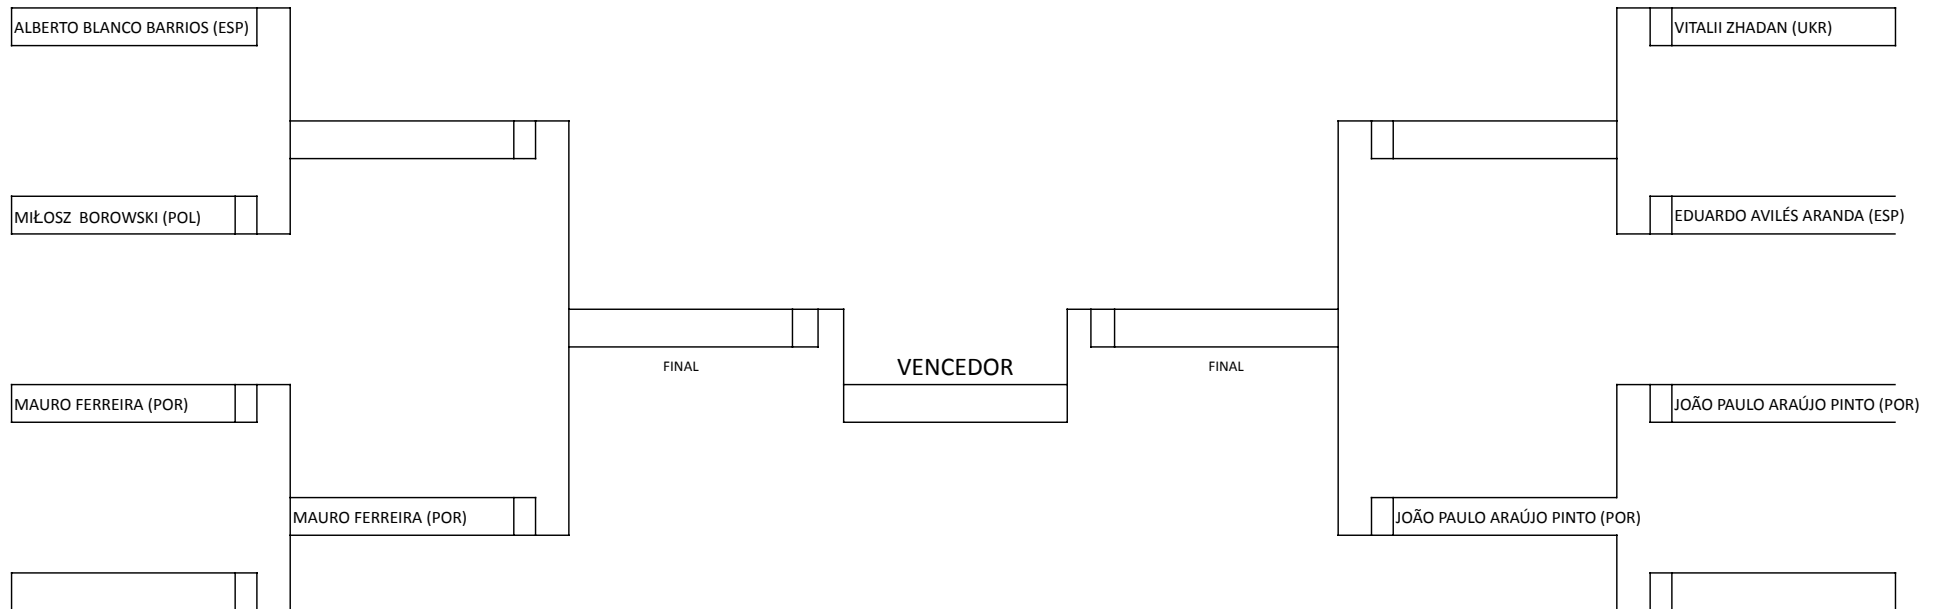 ALBERTO BLANCO BARRIOS (ESP)
VITALII ZHADAN (UKR)
MIŁOSZ  BOROWSKI (POL)
EDUARDO AVILÉS ARANDA (ESP)
FINAL
VENCEDOR
FINAL
MAURO FERREIRA (POR)
JOÃO PAULO ARAÚJO PINTO (POR)
MAURO FERREIRA (POR)
JOÃO PAULO ARAÚJO PINTO (POR)